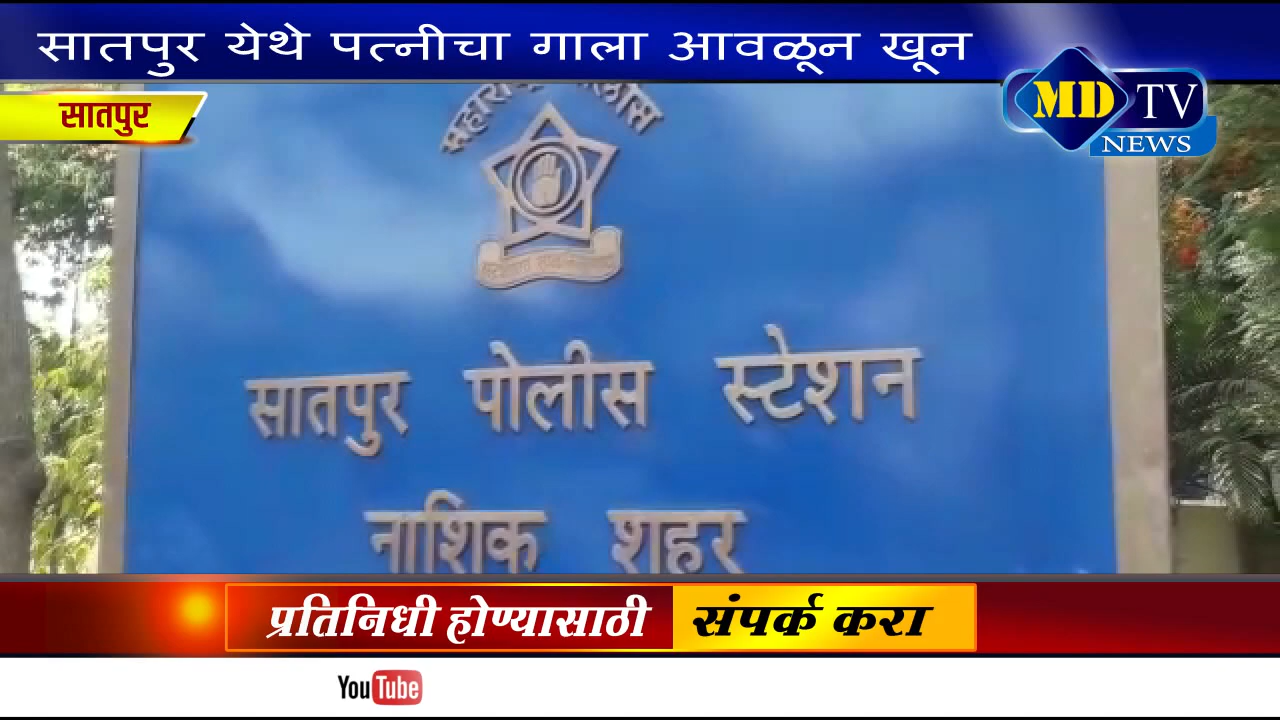 सातपुर येथे पत्नीचा गाला आवळून खून
सातपुर
MD TV
NEWS
सातपुर पोलीस स्टेशन
नाशिक शहर
प्रतिनिधी होण्यासाठी संपर्क करा
YouTube